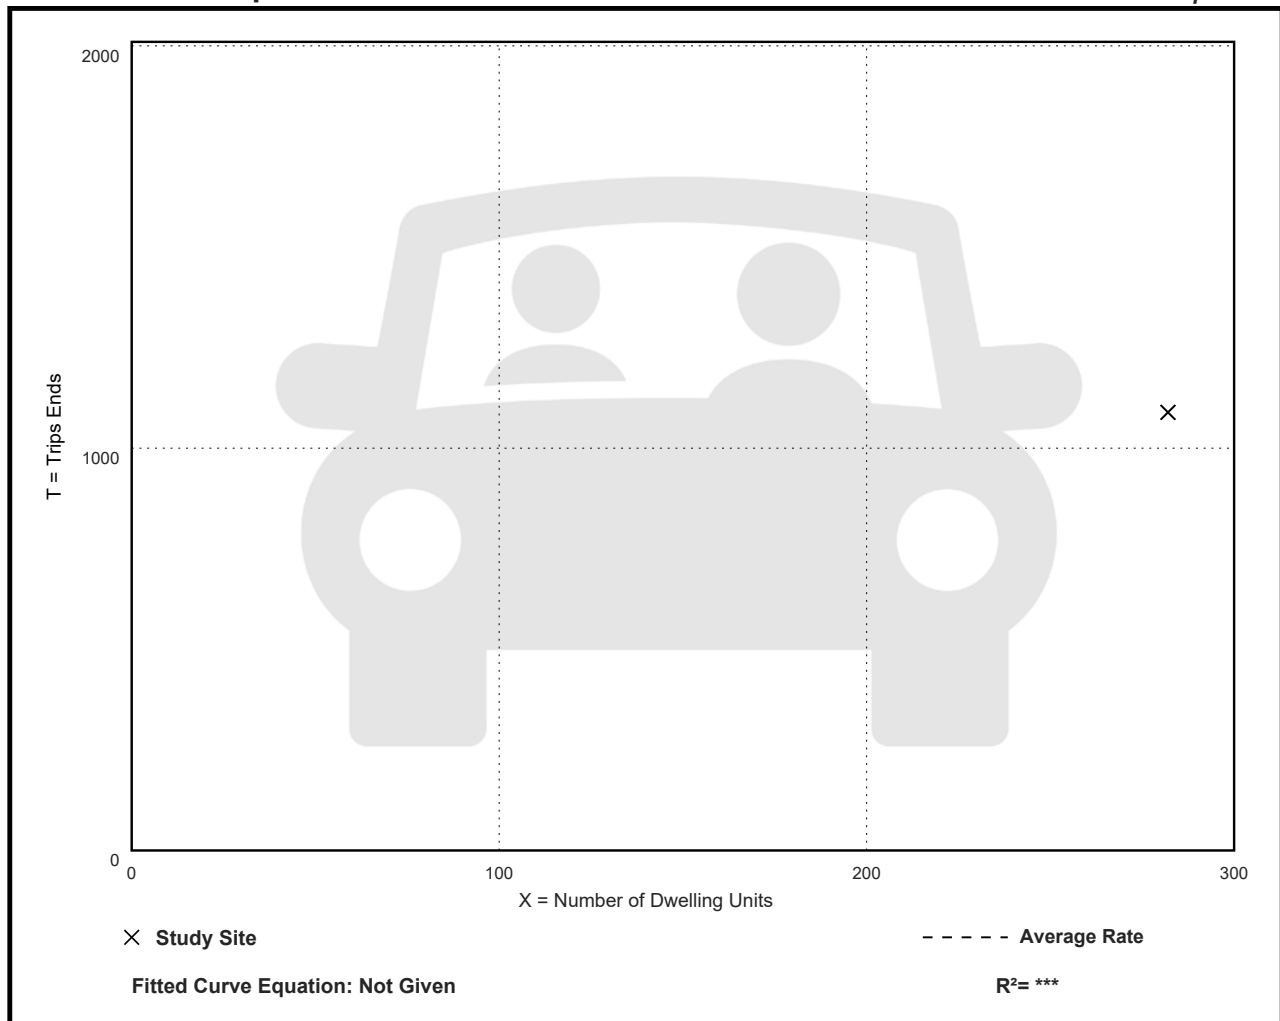 2000
T = Trips Ends
1000
0
0 100 200 300
X = Number of Dwelling Units
Study Site
Average Rate
Fitted Curve Equation: Not Given
R²= ***